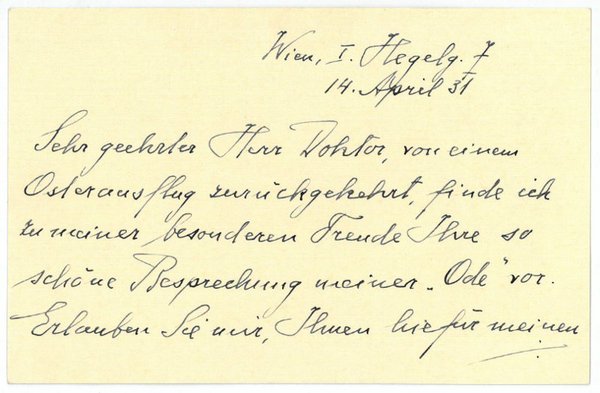 Wien, I. Hegelg. 7
14. April 31
Sehr geehrter Herr Doktor, von einem
Osterausflug zurückgekehrt, finde ich
zu meiner besonderen Freude Ihre so
schöne Besprechung meiner „Ode“ vor.
Erlauben Sie mir, Ihnen hiefür meinen